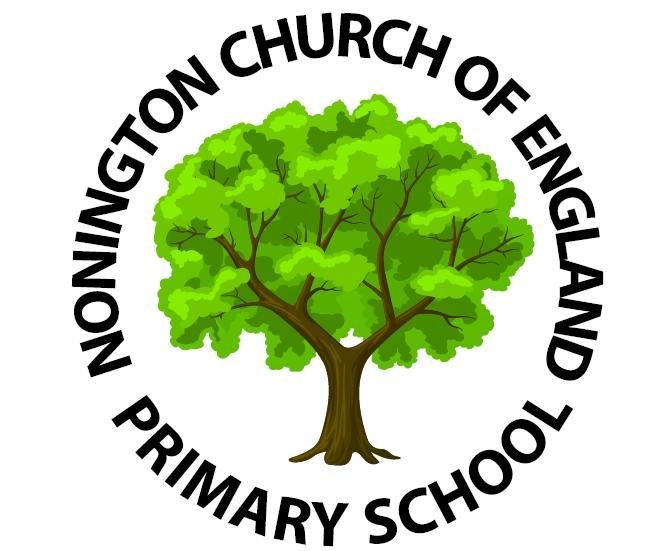 NONINGTON CHURCH OF ENGLAND
PRIMARY SCHOOL